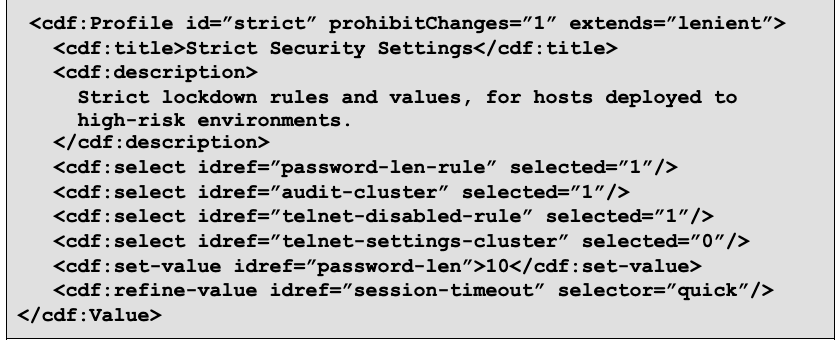 <cdf:Profile id=”strict” prohibitChanges=”1” extends=”lenient”>
<cdf:title>Strict Security Settings</cdf:title>
<cdf:description>
Strict lockdown rules and values, for hosts deployed to
high-risk environments.
</cdf:description>
<cdf:select idref=”password-len-rule” selected=”1”/>
<cdf:select idref=”audit-cluster” selected=”1”/>
<cdf:select idref=”telnet-disabled-rule” selected=”1”/>
<cdf:select idref=”telnet-settings-cluster” selected=”0”/>
<cdf:set-value idref=”password-len”>10</cdf:set-value>
<cdf:refine-value idref=”session-timeout” selector=”quick”/>
</cdf:Value>